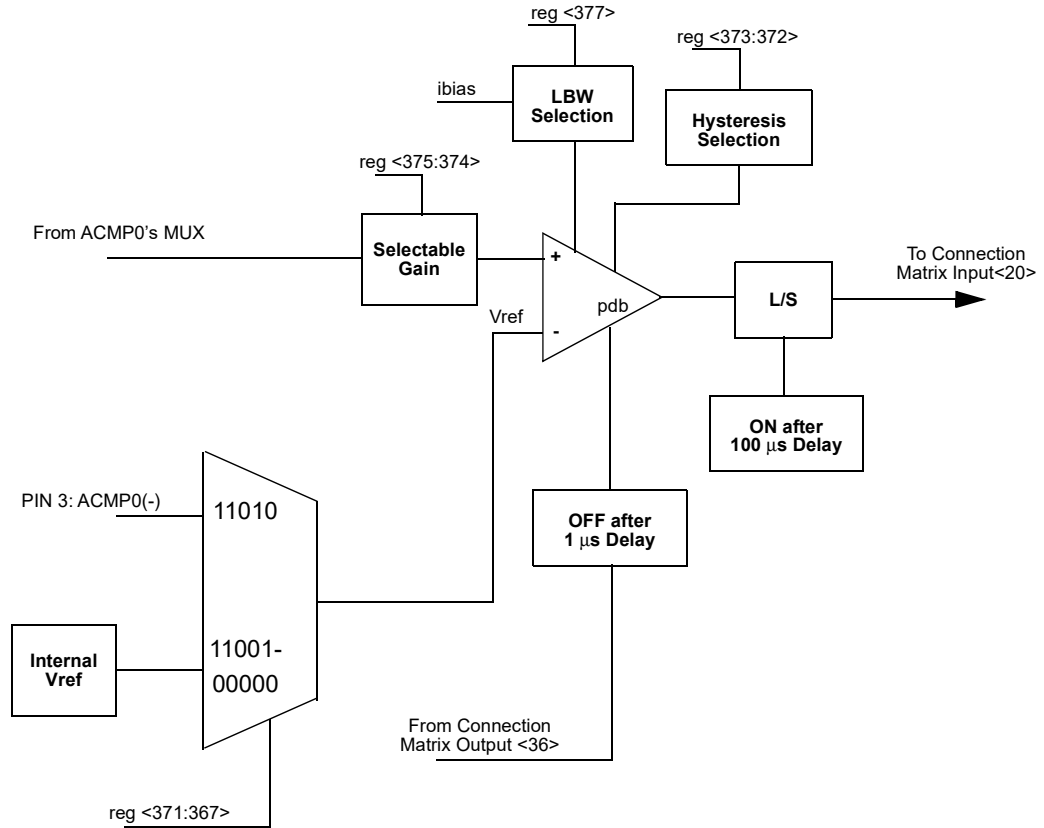 reg <377>
reg <373:372>
ibias
LBW
Selection
Hysteresis
Selection
reg <375:374>
From ACMP0's MUX
Selectable
Gain
+
To Connection
Matrix Input<20>
L/S
pdb
Vref
-
ON after
100 μs Delay
PIN 3: ACMP0(-)
11010
OFF after
1 μs Delay
Internal
Vref
11001-
00000
From Connection
Matrix Output <36>
reg <371:367>